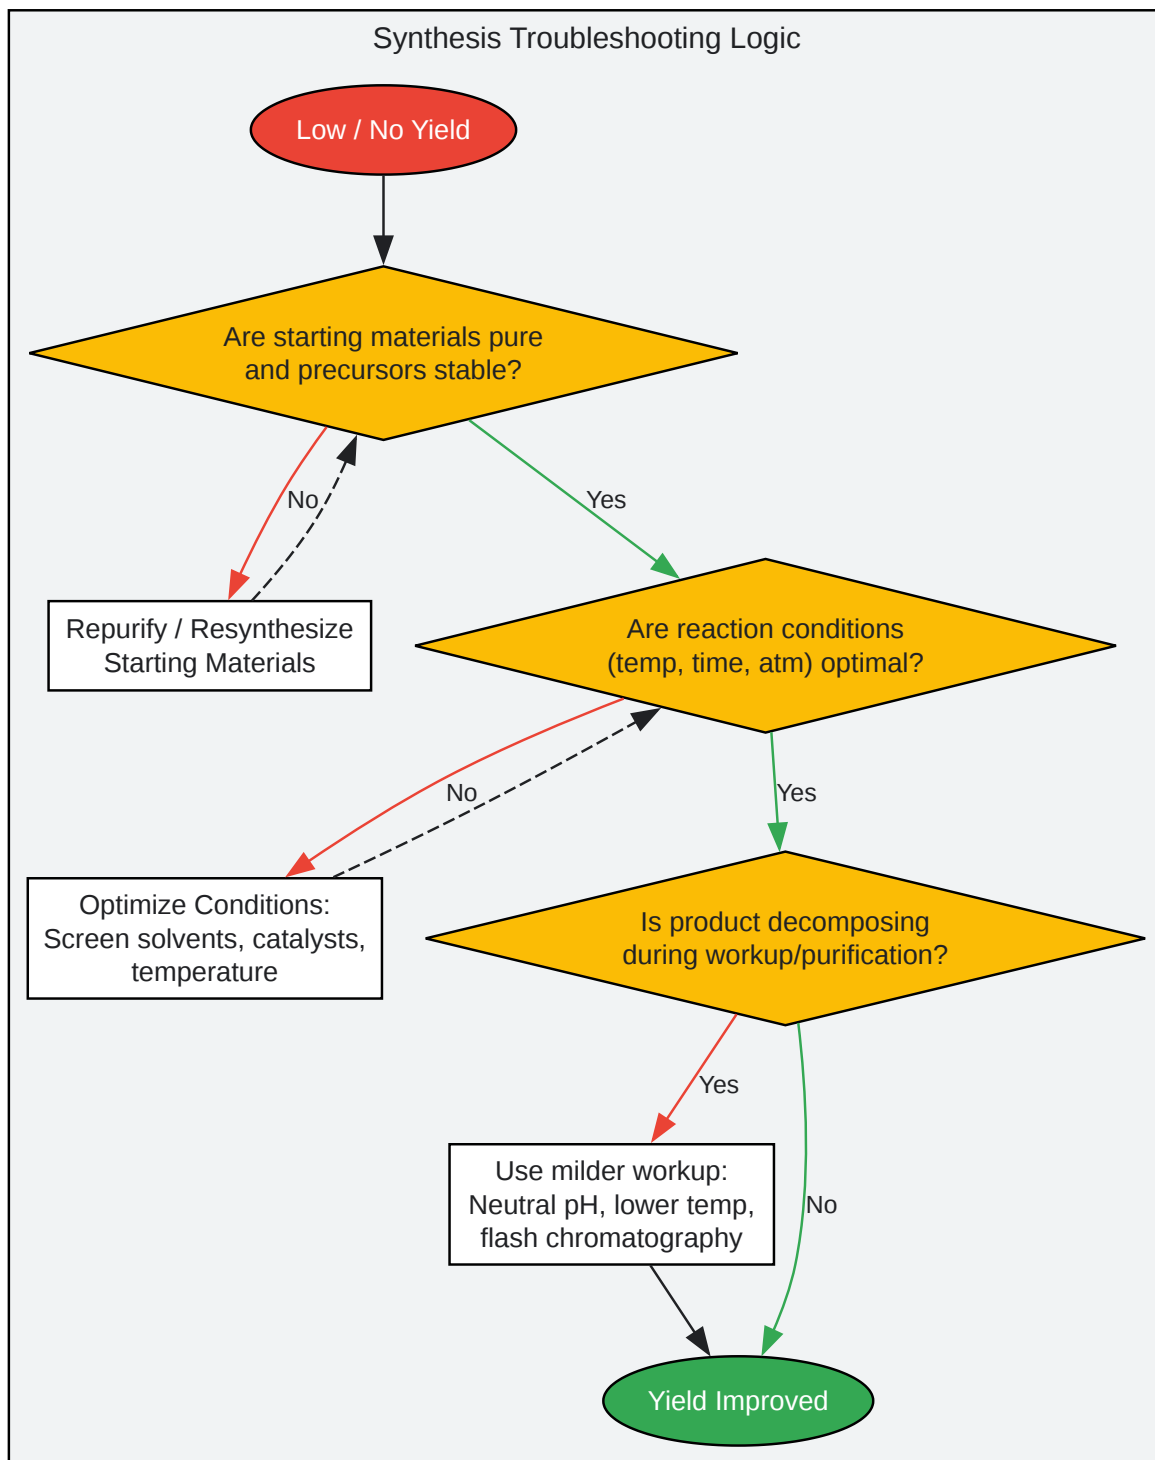 Synthesis Troubleshooting Logic
Low / No Yield
Are starting materials pure
and precursors stable?
No
Yes
Repurify / Resynthesize
Starting Materials
Are reaction conditions
(temp, time, atm) optimal?
No
Yes
Optimize Conditions:
Screen solvents, catalysts,
temperature
Is product decomposing
during workup/purification?
Yes
No
Use milder workup:
Neutral pH, lower temp,
flash chromatography
Yield Improved